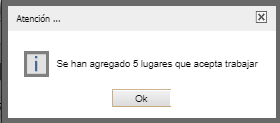 Atención ...
Se han agregado 5 lugares que acepta trabajar
Ok